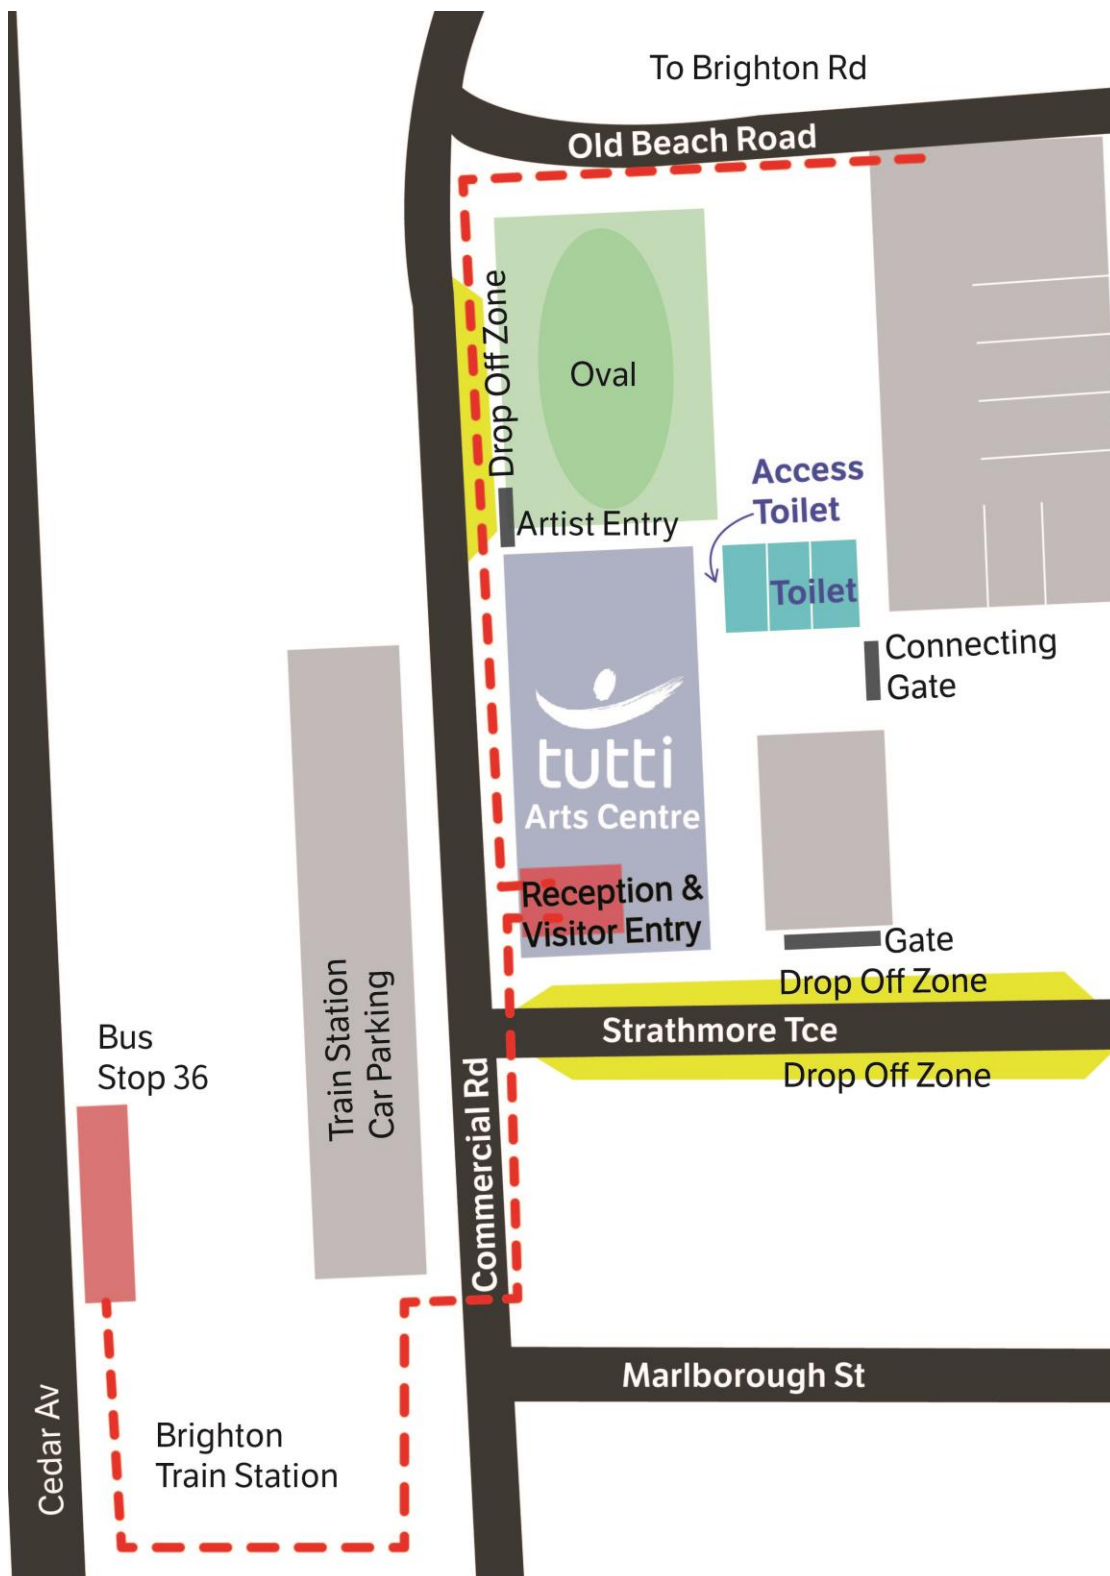 To Brighton Rd
Old Beach Road
Drop Off Zone
Oval
Access
Toilet
Artist Entry
Toilet
Connecting
Gate
tutti
Arts Centre
Reception &
Visitor Entry
Gate
Drop Off Zone
Strathmore Tce
Drop Off Zone
Train Station
Car Parking
Bus
Stop 36
Commercial Rd
Marlborough St
Cedar Av
Brighton
Train Station